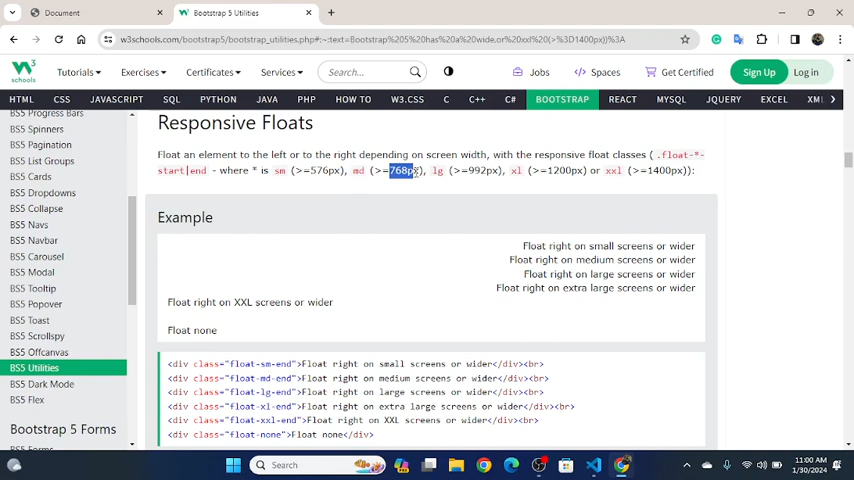 Document
Bootstrap 5 Utilities
w3schools.com/bootstrap5/bootstrap_utilities.php#:~:text=Bootstrap%205%20has%20a%20wide,or xxl (>%3D1400px))%3A
schools
Tutorials
Exercises
Certificates
Services
Search...
Jobs
Spaces
Get Certified
Sign Up
Log in
HTML CSS JAVASCRIPT SQL PYTHON JAVA PHP HOW TO W3.CSS C C++ C# BOOTSTRAP REACT MYSQL JQUERY EXCEL XML
BS5 Progress Bars
BS5 Spinners
BS5 Pagination
BS5 List Groups
BS5 Cards
BS5 Dropdowns
BS5 Collapse
BS5 Navs
BS5 Navbar
BS5 Carousel
BS5 Modal
BS5 Tooltip
BS5 Popover
BS5 Toast
BS5 Scrollspy
BS5 Offcanvas
BS5 Utilities
BS5 Dark Mode
BS5 Flex
Bootstrap 5 Forms
BS5 Forms
Responsive Floats
Float an element to the left or to the right depending on screen width, with the responsive float classes ( .float-*-
start|end - where * is sm (>=576px), md (>=768px), lg (>=992px), xl (>=1200px) or xxl (>=1400px)):
Example
Float right on small screens or wider
Float right on medium screens or wider
Float right on large screens or wider
Float right on extra large screens or wider
Float right on XXL screens or wider
Float none
<div class="float-sm-end">Float right on small screens or wider</div><br>
<div class="float-md-end">Float right on medium screens or wider</div><br>
<div class="float-lg-end">Float right on large screens or wider</div><br>
<div class="float-xl-end">Float right on extra large screens or wider</div><br>
<div class="float-xxl-end">Float right on XXL screens or wider</div><br>
<div class="float-none">Float none</div>
Search
11:00 AM
1/30/2024